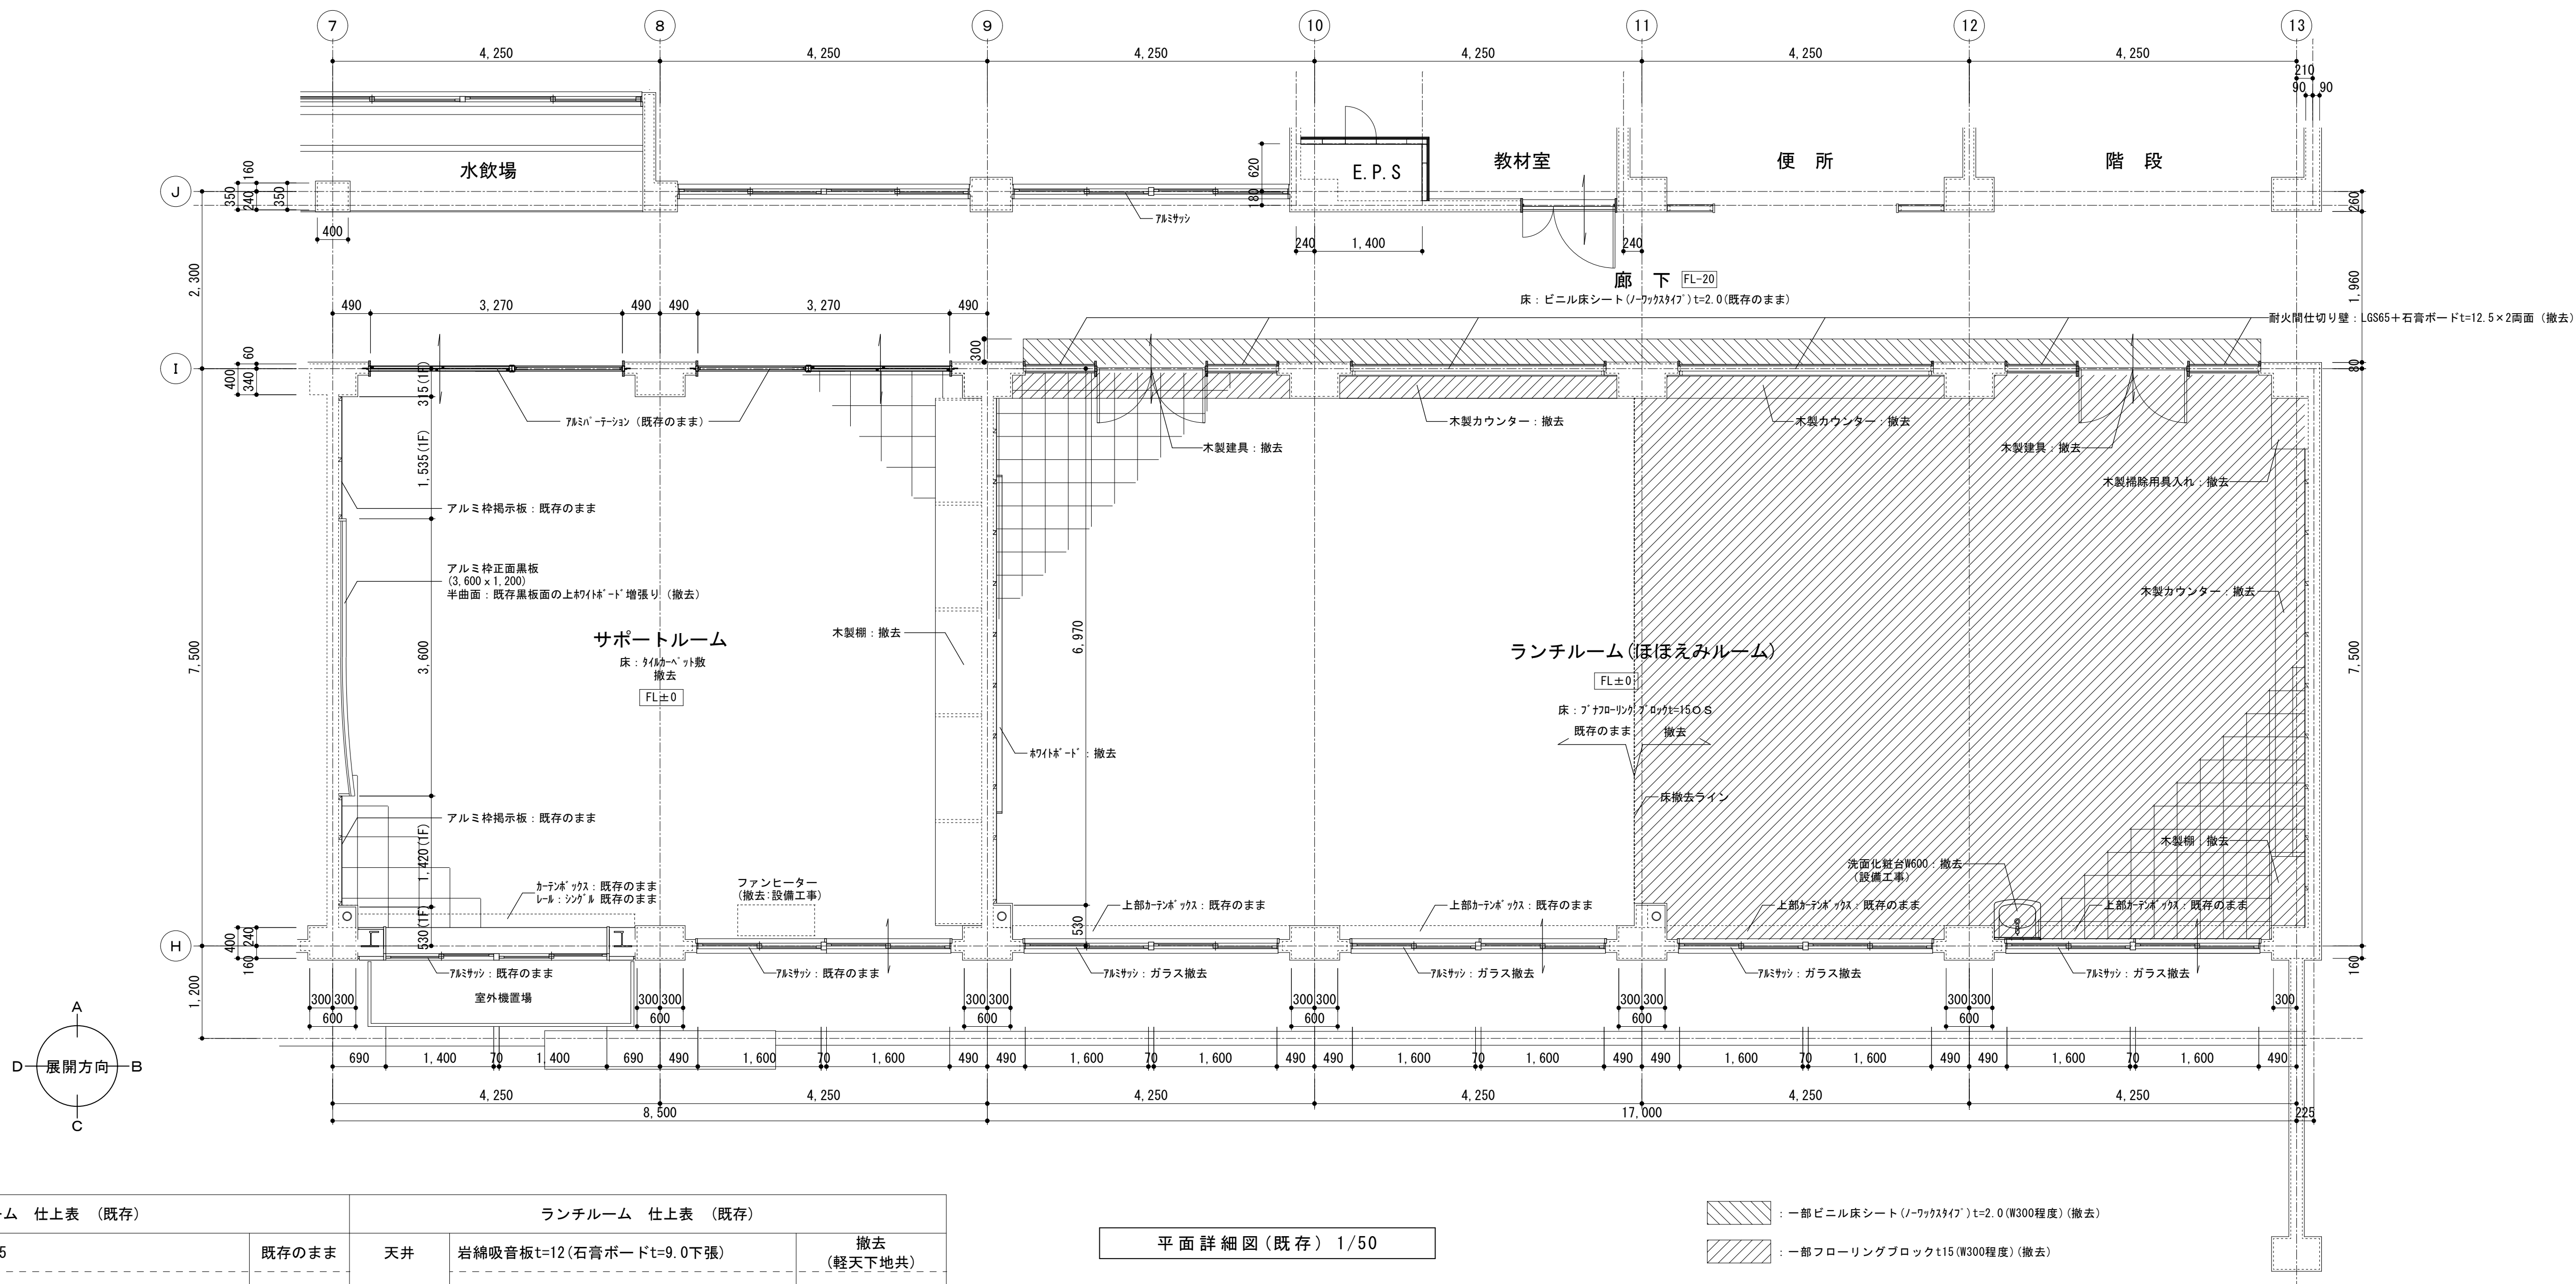 7 8 9 10 11 12 13
4,250 4,250 4,250 4,250 4,250 4,250
210
90 90
水飲場
E.P.S
教材室
便　所
階　段
J
350 240 160 350
400
620
180
アルミサッシ
240 1,400 240
260
廊　下 FL-20
床：ビニル床シート(ノーワックスタイプ)t=2.0(既存のまま)
2,300
1,960
490 3,270 490 490 3,270 490
300
耐火間仕切り壁：LGS65＋石膏ボードt=12.5×2両面（撤去）
I
400 340 60
80
315(1F)
アルミパーテーション（既存のまま）
木製カウンター：撤去
木製カウンター：撤去
木製建具：撤去
木製建具：撤去
1,535(1F)
木製掃除用具入れ：撤去
アルミ枠掲示板：既存のまま
アルミ枠正面黒板
(3,600ｘ1,200)
半曲面：既存黒板面の上ホワイトボード増張り（撤去）
木製カウンター：撤去
サポートルーム
床：タイルカーペット敷
撤去
FL±0
木製棚：撤去
6,970
3,600
7,500
7,500
ランチルーム(ほほえみルーム)
FL±0
床：ブナフローリングブロックt=15ＯＳ
既存のまま 撤去
ホワイトボード：撤去
床撤去ライン
アルミ枠掲示板：既存のまま
1,420(1F)
木製棚：撤去
洗面化粧台W600：撤去
(設備工事)
カーテンボックス：既存のまま
レール：シングル 既存のまま
ファンヒーター
(撤去:設備工事)
上部カーテンボックス：既存のまま
上部カーテンボックス：既存のまま
上部カーテンボックス：既存のまま
上部カーテンボックス：既存のまま
530(1F)
530
H
400 240 160
160
アルミサッシ：既存のまま
アルミサッシ：既存のまま
アルミサッシ：ガラス撤去
アルミサッシ：ガラス撤去
アルミサッシ：ガラス撤去
アルミサッシ：ガラス撤去
室外機置場
1,200
300 300 300 300 300 300 300 300 300 300 300 300 300
600 600 600 600 600 600
690 1,400 70 1,400 690 490 1,600 70 1,600 490 490 1,600 70 1,600 490 490 1,600 70 1,600 490 490 1,600 70 1,600 490 490 1,600 70 1,600 490
4,250 4,250 4,250 4,250 4,250 4,250
8,500 17,000 225
A
D 展開方向 B
C
ーム　仕上表　（既存）
ランチルーム　仕上表　（既存）
5 既存のまま
天井 岩綿吸音板t=12(石膏ボードt=9.0下張)
撤去
(軽天下地共)
平面詳細図(既存) 1/50
：一部ビニル床シート(ノーワックスタイプ)t=2.0(W300程度)(撤去)
：一部フローリングブロックt15(W300程度)(撤去)